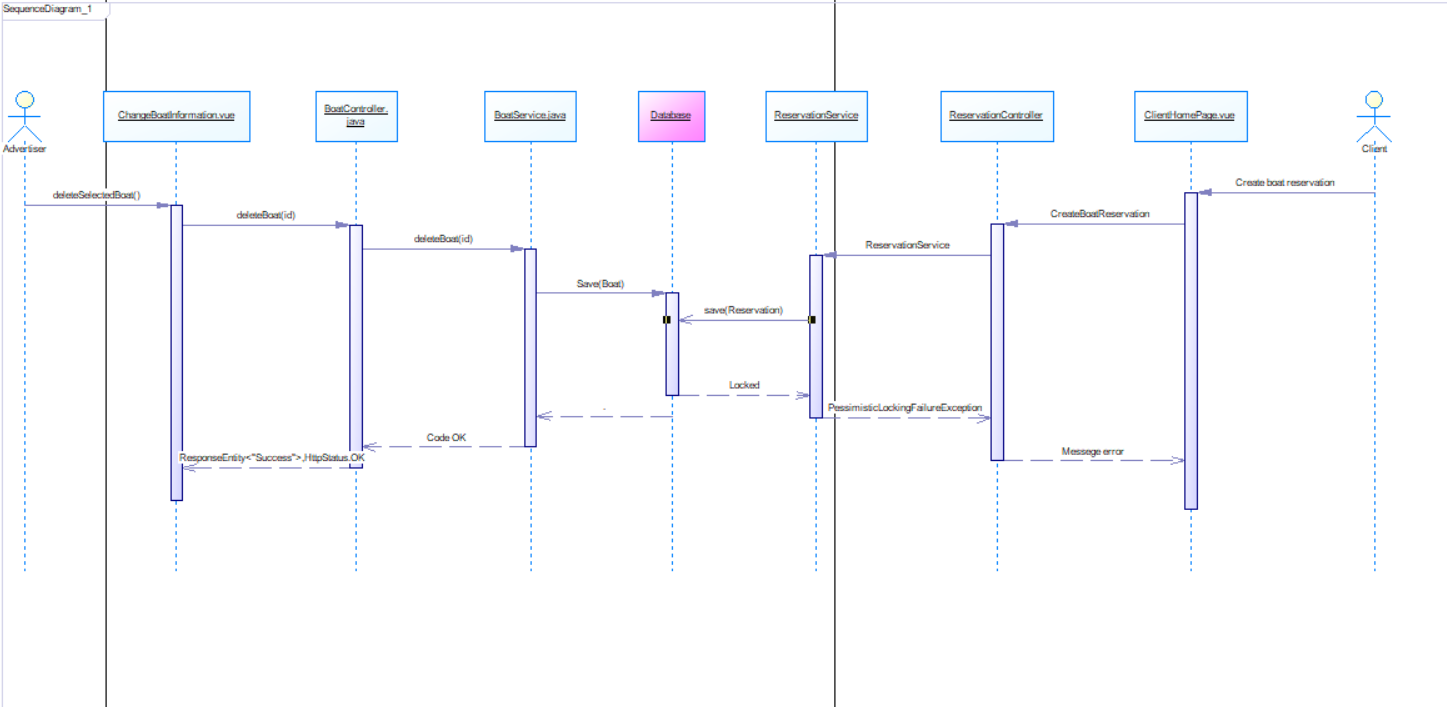 SequenceDiagram_1
ChangeBoatInformation.vue
BoatController.
java
BoatService.java
Database
ReservationService
ReservationController
ClientHomePage.vue
Advertiser
Client
Create boat reservation
deleteSelectedBoat()
CreateBoatReservation
deleteBoat(id)
deleteBoat(id)
ReservationService
Save(Boat)
save(Reservation)
Locked
PessimisticLockingFailureException
Code OK
Messege error
ResponseEntity<"Success">,HttpStatus.OK